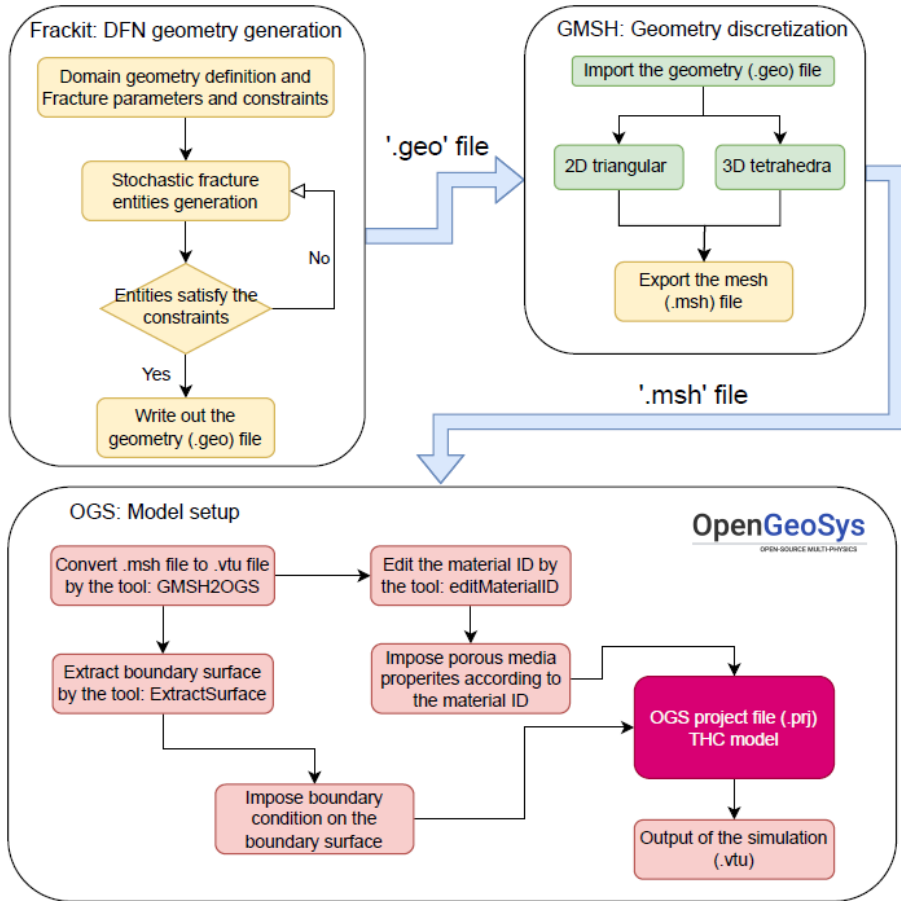 Frackit: DFN geometry generation
Domain geometry definition and
Fracture parameters and constraints
Stochastic fracture
entities generation
No
Entities satisfy the
constraints
Yes
Write out the
geometry (.geo) file
'.geo' file
GMSH: Geometry discretization
Import the geometry (.geo) file
2D triangular
3D tetrahedra
Export the mesh
(.msh) file
'.msh' file
OGS: Model setup
OpenGeoSys
OPEN-SOURCE MULTI-PHYSICS
Convert .msh file to .vtu file
by the tool: GMSH2OGS
Edit the material ID by
the tool: editMaterialID
Extract boundary surface
by the tool: ExtractSurface
Impose porous media
properites according to
the material ID
OGS project file (.prj)
THC model
Impose boundary
condition on the
boundary surface
Output of the simulation
(.vtu)